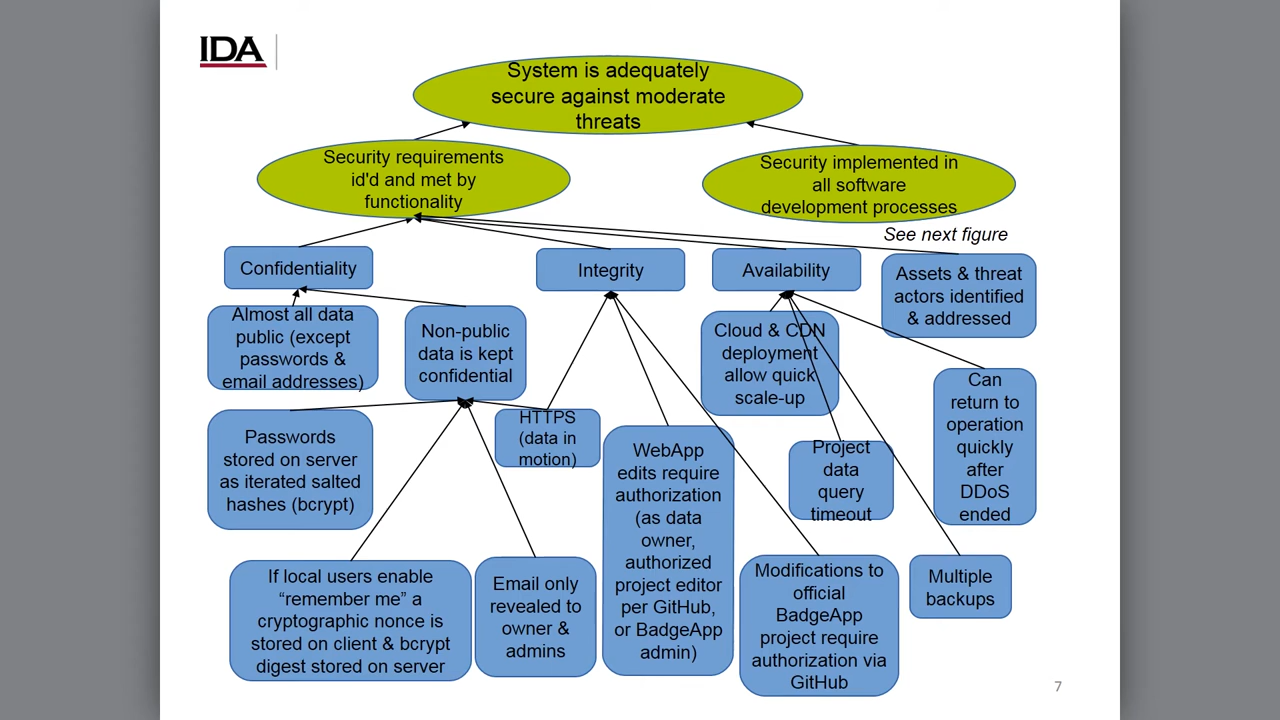 IDA
System is adequately
secure against moderate
threats
Security requirements
id'd and met by
functionality
Security implemented in
all software
development processes
See next figure
Confidentiality
Integrity
Availability
Assets & threat
actors identified
& addressed
Almost all data
public (except
passwords &
email addresses)
Non-public
data is kept
confidential
Cloud & CDN
deployment
allow quick
scale-up
Can
return to
operation
quickly
after
DDoS
ended
Passwords
stored on server
as iterated salted
hashes (bcrypt)
HTTPS
(data in
motion)
WebApp
edits require
authorization
(as data
owner,
authorized
project editor
per GitHub,
or BadgeApp
admin)
Project
data
query
timeout
If local users enable
“remember me” a
cryptographic nonce is
stored on client & bcrypt
digest stored on server
Email only
revealed to
owner &
admins
Modifications to
official
BadgeApp
project require
authorization via
GitHub
Multiple
backups
7